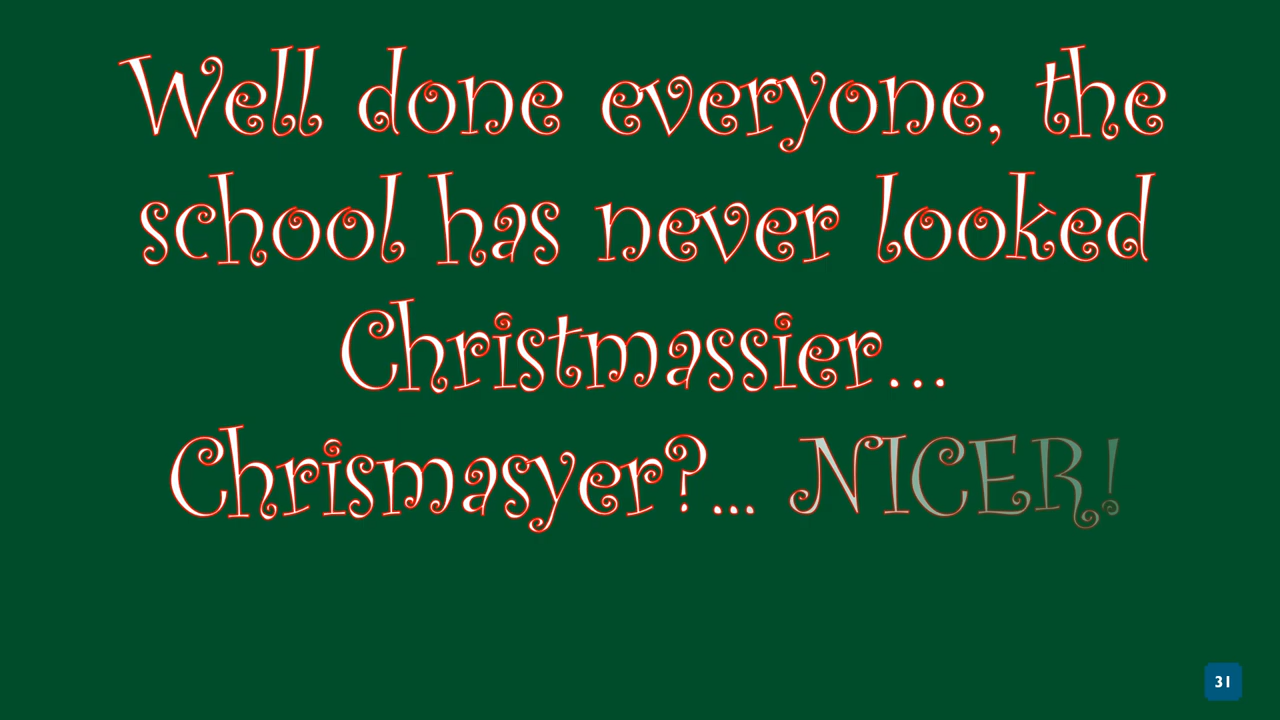 Well done everyone, the
school has never looked
Christmassier...
Chrismasyer?... NICER!
31